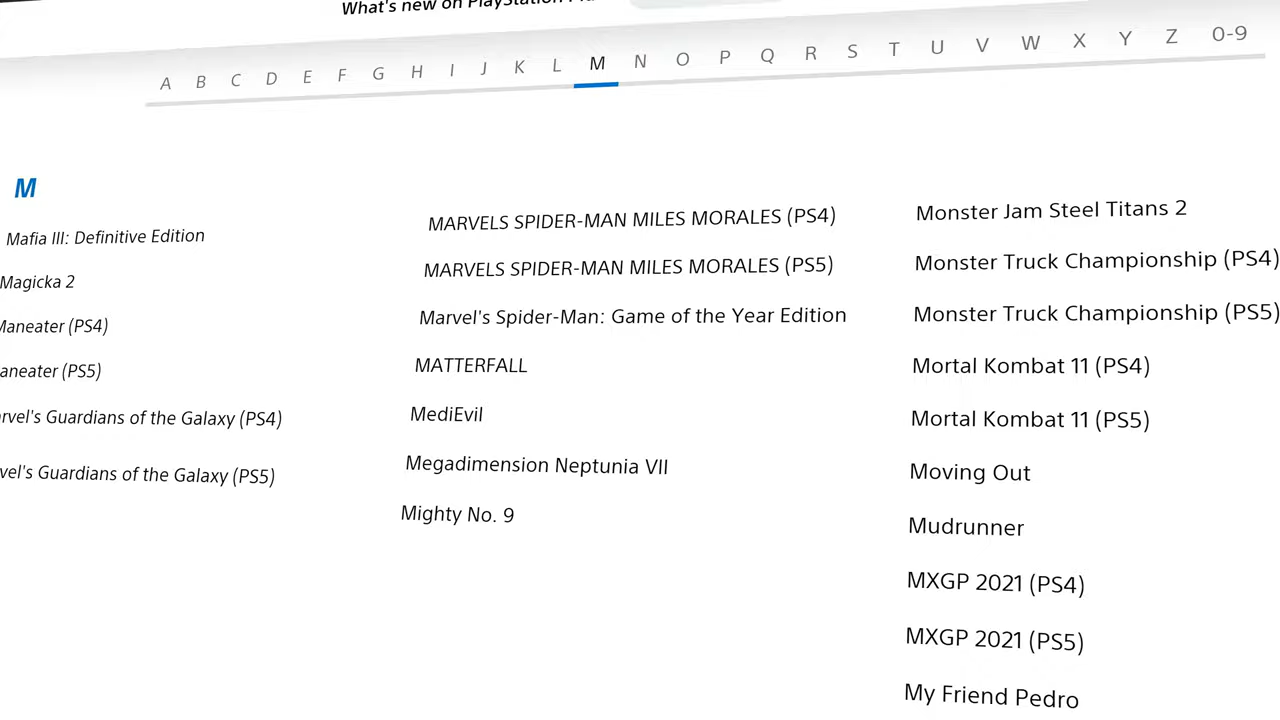 What's new on PlayStation
A B C D E F G H I J K L M N O P Q R S T U V W X Y Z 0-9
M
Mafia III: Definitive Edition
Magicka 2
Maneater (PS4)
aneater (PS5)
rvel's Guardians of the Galaxy (PS4)
vel's Guardians of the Galaxy (PS5)
MARVELS SPIDER-MAN MILES MORALES (PS4)
MARVELS SPIDER-MAN MILES MORALES (PS5)
Marvel's Spider-Man: Game of the Year Edition
MATTERFALL
MediEvil
Megadimension Neptunia VII
Mighty No. 9
Monster Jam Steel Titans 2
Monster Truck Championship (PS4)
Monster Truck Championship (PS5)
Mortal Kombat 11 (PS4)
Mortal Kombat 11 (PS5)
Moving Out
Mudrunner
MXGP 2021 (PS4)
MXGP 2021 (PS5)
My Friend Pedro